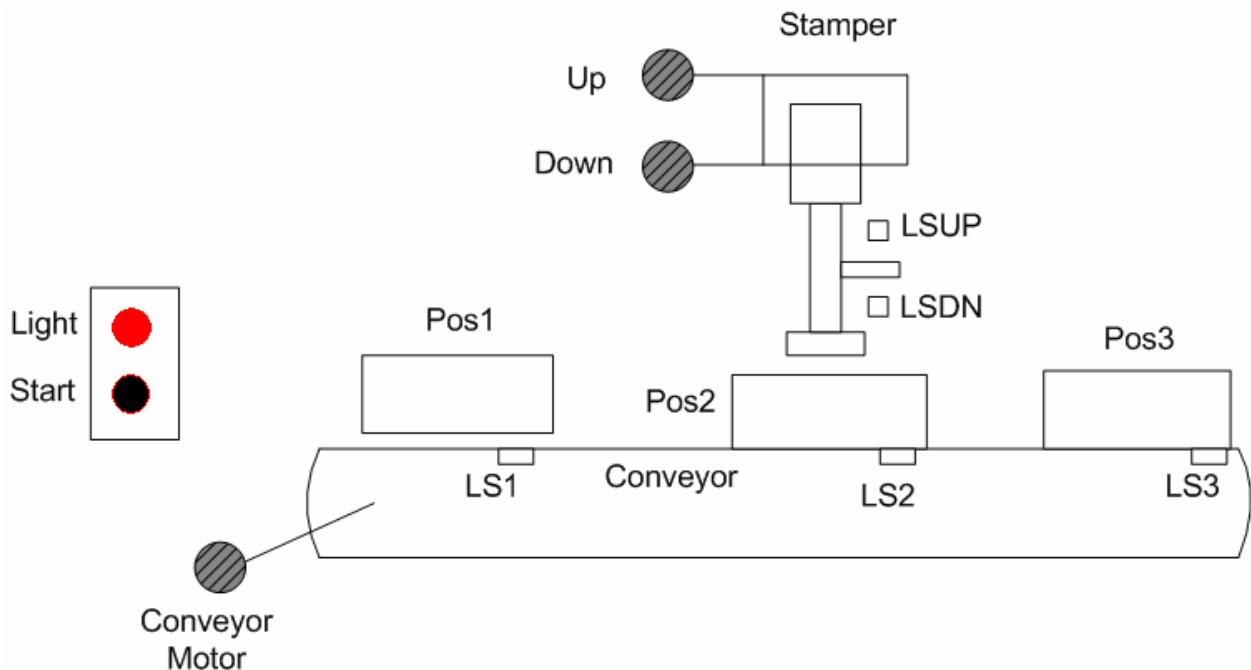 Stamper
Up
Down
LSUP
LSDN
Light
Start
Pos1
Pos2
Pos3
LS1
Conveyor
LS2
LS3
Conveyor
Motor